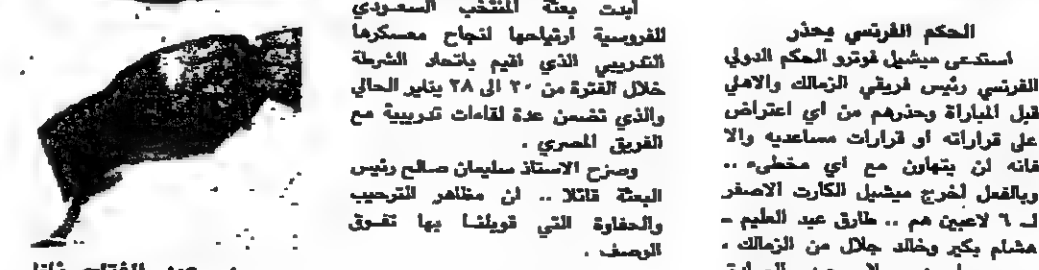 الحكم الفرنسي يحذر
استدعى ميشيل فوترو الحكم الدولي
الفرنسي رئيس فريقي الزمالك والاهلي
قبل المباراة وحذرهم من اي اعتراض
على قراراته او قرارات مساعديه والا
فانه لن يتهاون مع اي مخطىء ..
وبالفعل اخرج ميشيل الكارت الاصفر
لـ ٦ لاعبين هم .. طارق عبد العليم -
هشام بكير وخالد جلال من الزمالك ،
ابدت بعثة المنتخب السعودي
للفروسية ارتياحها لنجاح معسكرها
التدريبي الذي اقيم باتحاد الشرطة
خلال الفترة من ٢٠ الى ٢٨ يناير الحالي
والذي تضمن عدة لقاءات تدريبية مع
الفريق المصري .
وصرح الاستاذ سليمان صالح رئيس
البعثة قائلا .. ان مظاهر الترحيب
والحفاوة التي قوبلنا بها تفوق
الوصف .